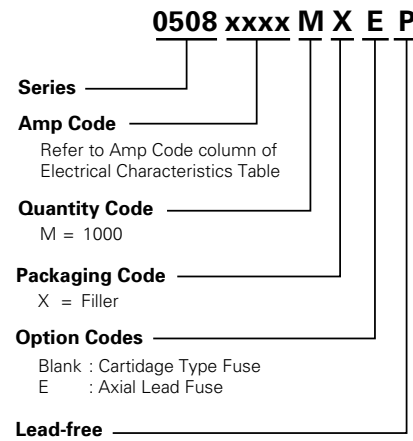 0508 xxxx M X E P
Series
Amp Code
Refer to Amp Code column of
Electrical Characteristics Table
Quantity Code
M = 1000
Packaging Code
X = Filler
Option Codes
Blank : Cartidage Type Fuse
E : Axial Lead Fuse
Lead-free